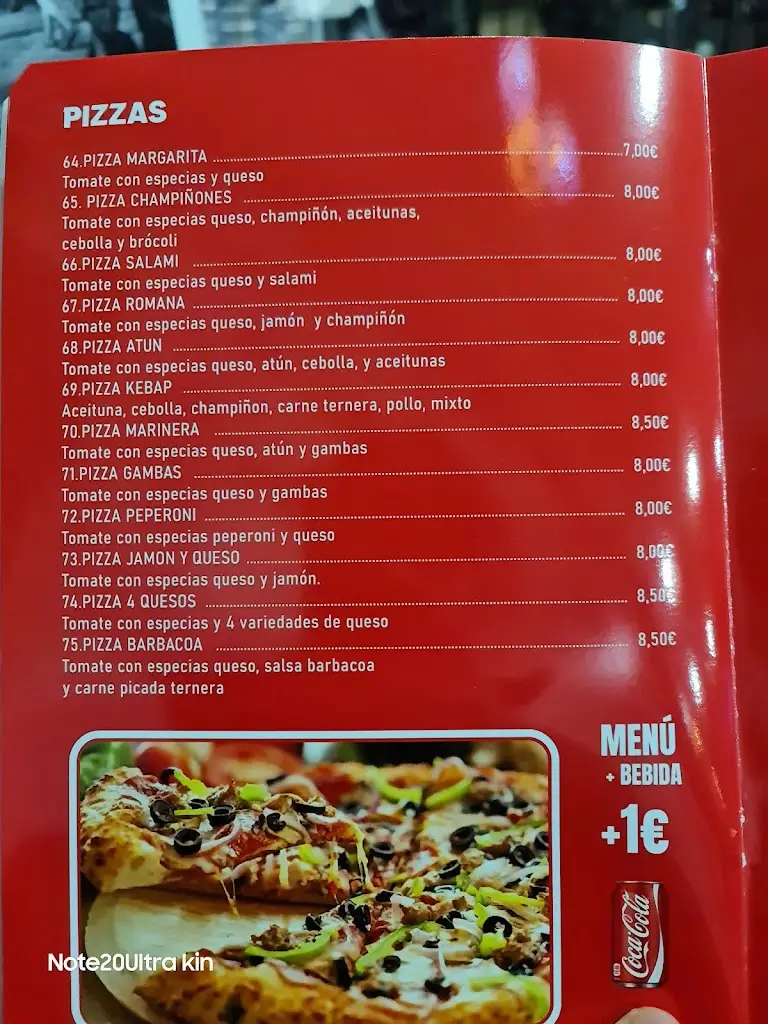 PIZZAS
64.PIZZA MARGARITA ........ 7,00€
Tomate con especias y queso
65. PIZZA CHAMPIÑONES ........ 8,00€
Tomate con especias queso, champiñón, aceitunas,
cebolla y brócoli
66.PIZZA SALAMI ........ 8,00€
Tomate con especias queso y salami
67.PIZZA ROMANA ........ 8,00€
Tomate con especias queso, jamón y champiñón
68.PIZZA ATUN ........ 8,00€
Tomate con especias queso, atún, cebolla, y aceitunas
69.PIZZA KEBAP ........ 8,00€
Aceituna, cebolla, champiñon, carne ternera, pollo, mixto
70.PIZZA MARINERA ........ 8,50€
Tomate con especias queso, atún y gambas
71.PIZZA GAMBAS ........ 8,00€
Tomate con especias queso y gambas
72.PIZZA PEPERONI ........ 8,00€
Tomate con especias peperoni y queso
73.PIZZA JAMON Y QUESO ........ 8,00€
Tomate con especias queso y jamón.
74.PIZZA 4 QUESOS ........ 8,50€
Tomate con especias y 4 variedades de queso
75.PIZZA BARBACOA ........ 8,50€
Tomate con especias queso, salsa barbacoa
y carne picada ternera
MENÚ
+ BEBIDA
+1€
Coca-Cola
Note20Ultra kin